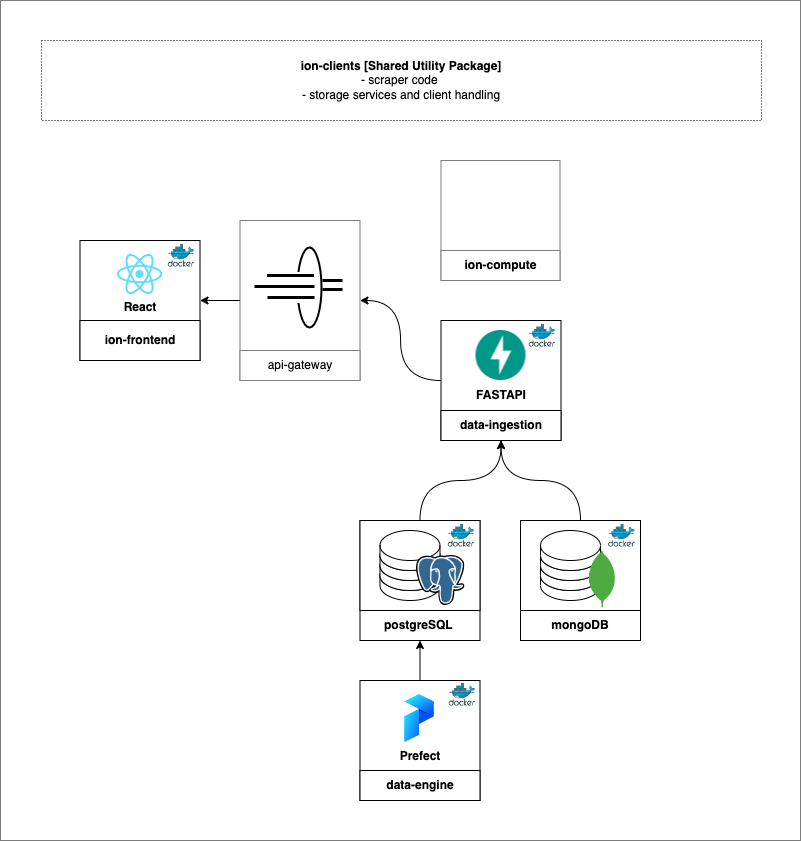 ion-clients [Shared Utility Package]
- scraper code
- storage services and client handling
ion-compute
docker
React
ion-frontend
api-gateway
docker
FASTAPI
data-ingestion
docker
postgreSQL
docker
mongoDB
docker
Prefect
data-engine